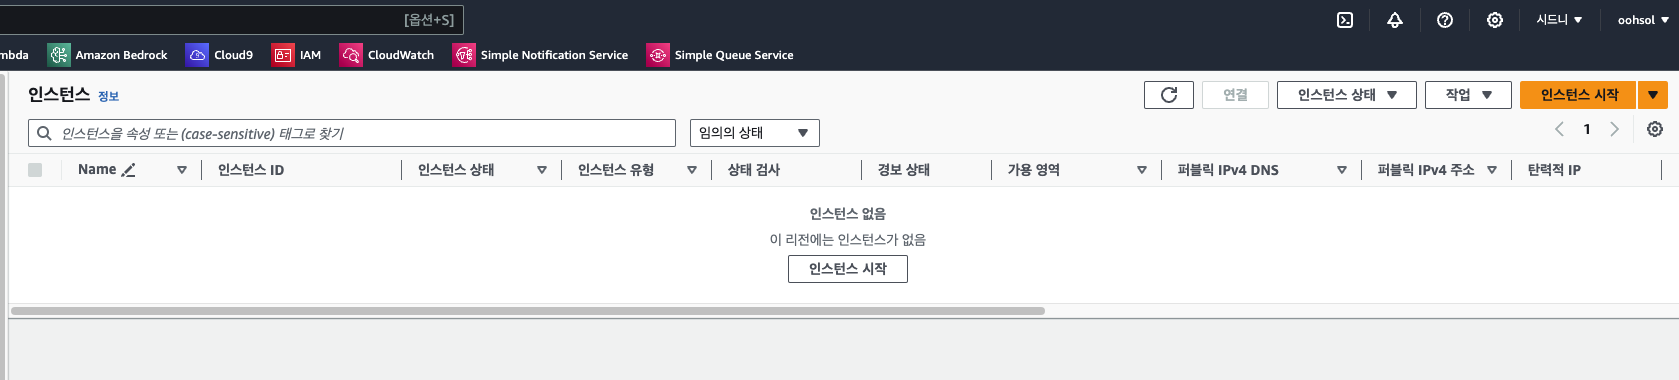 [옵션+S] 시드니 ▼ oohsol ▼
mbda Amazon Bedrock Cloud9 IAM CloudWatch Simple Notification Service Simple Queue Service
인스턴스 정보 연결 인스턴스 상태 ▼ 작업 ▼ 인스턴스 시작 ▼
인스턴스을 속성 또는 (case-sensitive) 태그로 찾기 임의의 상태 ▼ < 1 >
Name 인스턴스 ID 인스턴스 상태 인스턴스 유형 상태 검사 경보 상태 가용 영역 퍼블릭 IPv4 DNS 퍼블릭 IPv4 주소 탄력적 IP
인스턴스 없음
이 리전에는 인스턴스가 없음
인스턴스 시작